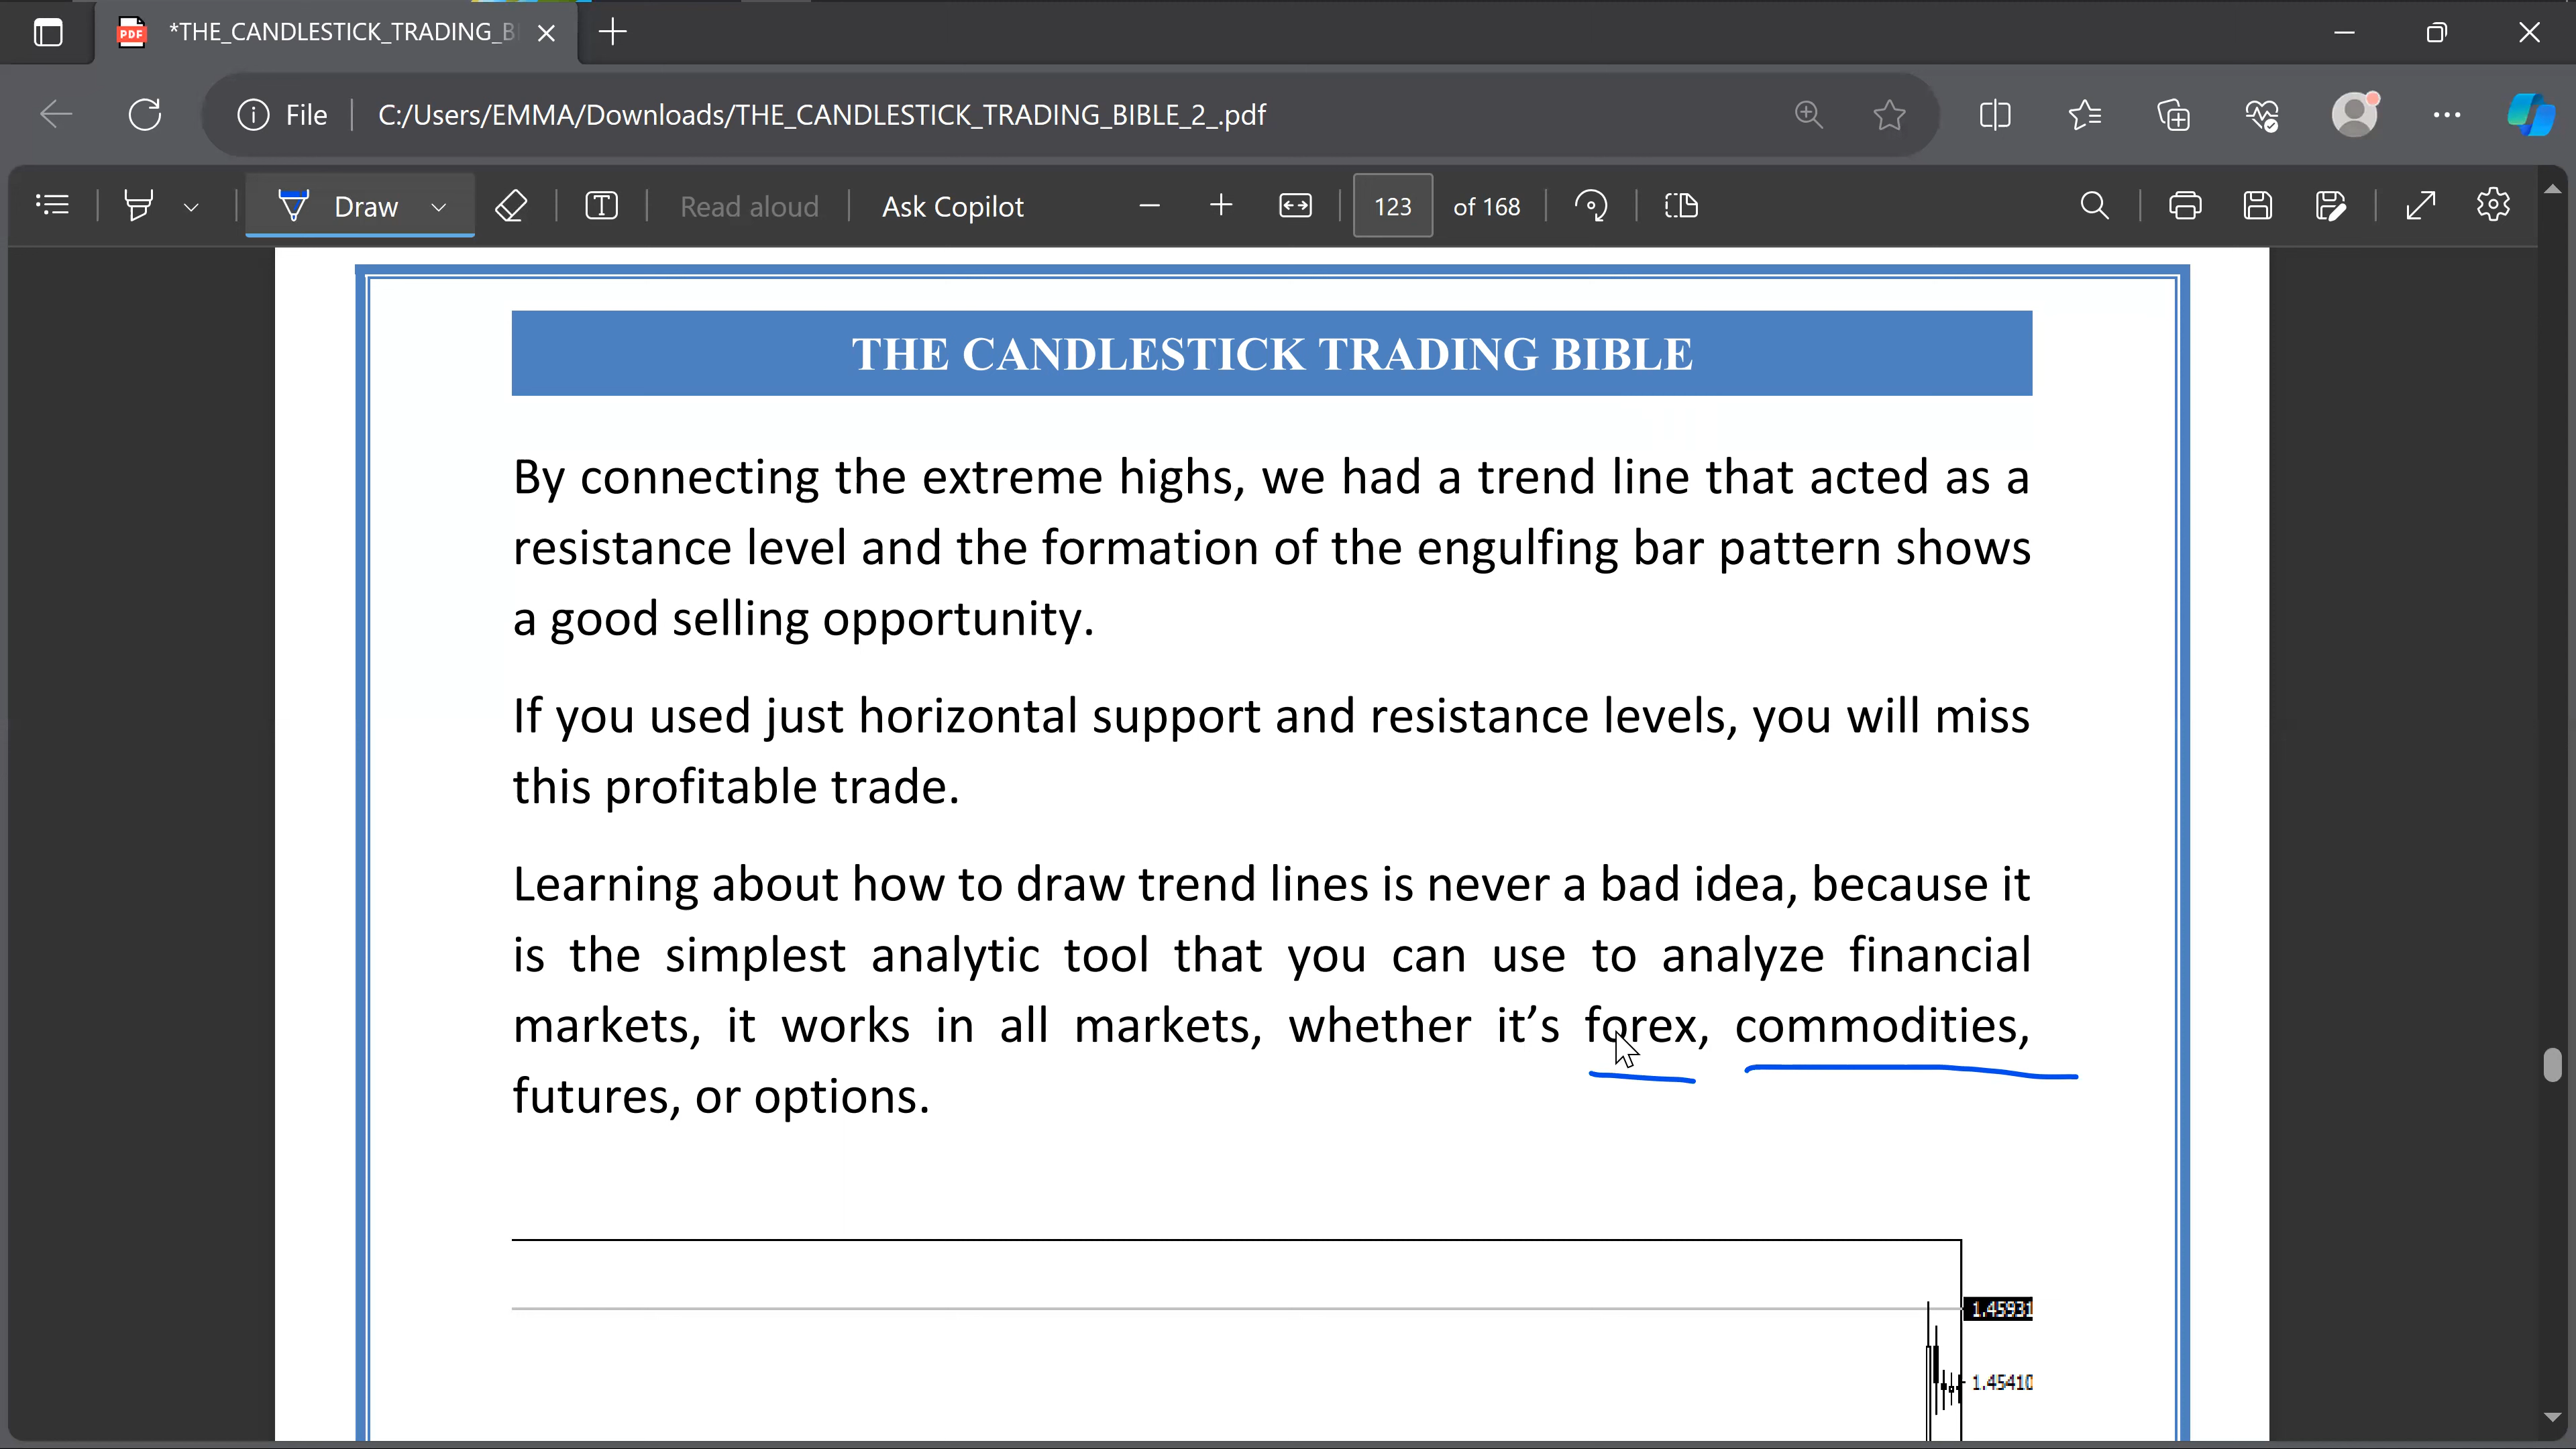 *THE_CANDLESTICK_TRADING_B
File
C:/Users/EMMA/Downloads/THE_CANDLESTICK_TRADING_BIBLE_2_.pdf
Draw
Read aloud
Ask Copilot
123
of 168
THE CANDLESTICK TRADING BIBLE
By connecting the extreme highs, we had a trend line that acted as a
resistance level and the formation of the engulfing bar pattern shows
a good selling opportunity.
If you used just horizontal support and resistance levels, you will miss
this profitable trade.
Learning about how to draw trend lines is never a bad idea, because it
is the simplest analytic tool that you can use to analyze financial
markets, it works in all markets, whether it’s forex, commodities,
futures, or options.
1.45931
1.45410